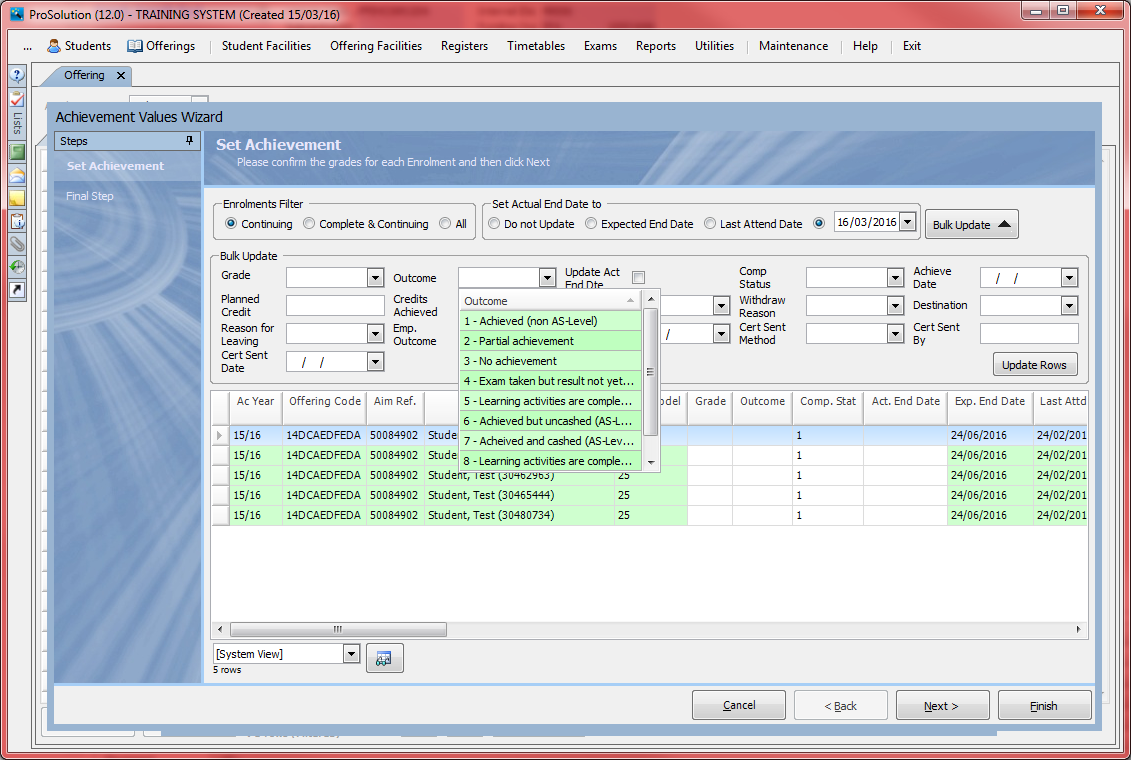 ProSolution (12.0) - TRAINING SYSTEM (Created 15/03/16)
... Students Offerings Student Facilities Offering Facilities Registers Timetables Exams Reports Utilities Maintenance Help Exit
Offering
Lists
Achievement Values Wizard
Steps
Set Achievement
Final Step
Set Achievement
Please confirm the grades for each Enrolment and then click Next
Enrolments Filter
Continuing Complete & Continuing All
Set Actual End Date to
Do not Update Expected End Date Last Attend Date 16/03/2016
Bulk Update
Bulk Update
Grade Outcome Update Act End Dte Comp Status Achieve Date / /
Planned Credit Credits Achieved Withdraw Reason Destination
Reason for Leaving Emp. Outcome / Cert Sent Method Cert Sent By
Cert Sent Date / /
Update Rows
Outcome
1 - Achieved (non AS-Level)
2 - Partial achievement
3 - No achievement
4 - Exam taken but result not yet...
5 - Learning activities are comple...
6 - Achieved but uncashed (AS-L...
7 - Acheived and cashed (AS-Lev...
8 - Learning activities are comple...
Ac Year Offering Code Aim Ref. odel Grade Outcome Comp. Stat Act. End Date Exp. End Date Last Attd
15/16 14DCAEDFEDA 50084902 Stude 1 24/06/2016 24/02/201
15/16 14DCAEDFEDA 50084902 Stude 1 24/06/2016 24/02/201
15/16 14DCAEDFEDA 50084902 Student, Test (30462963) 25 1 24/06/2016 24/02/201
15/16 14DCAEDFEDA 50084902 Student, Test (30465444) 25 1 24/06/2016 24/02/201
15/16 14DCAEDFEDA 50084902 Student, Test (30480734) 25 1 24/06/2016 24/02/201
[System View]
5 rows
Cancel < Back Next > Finish